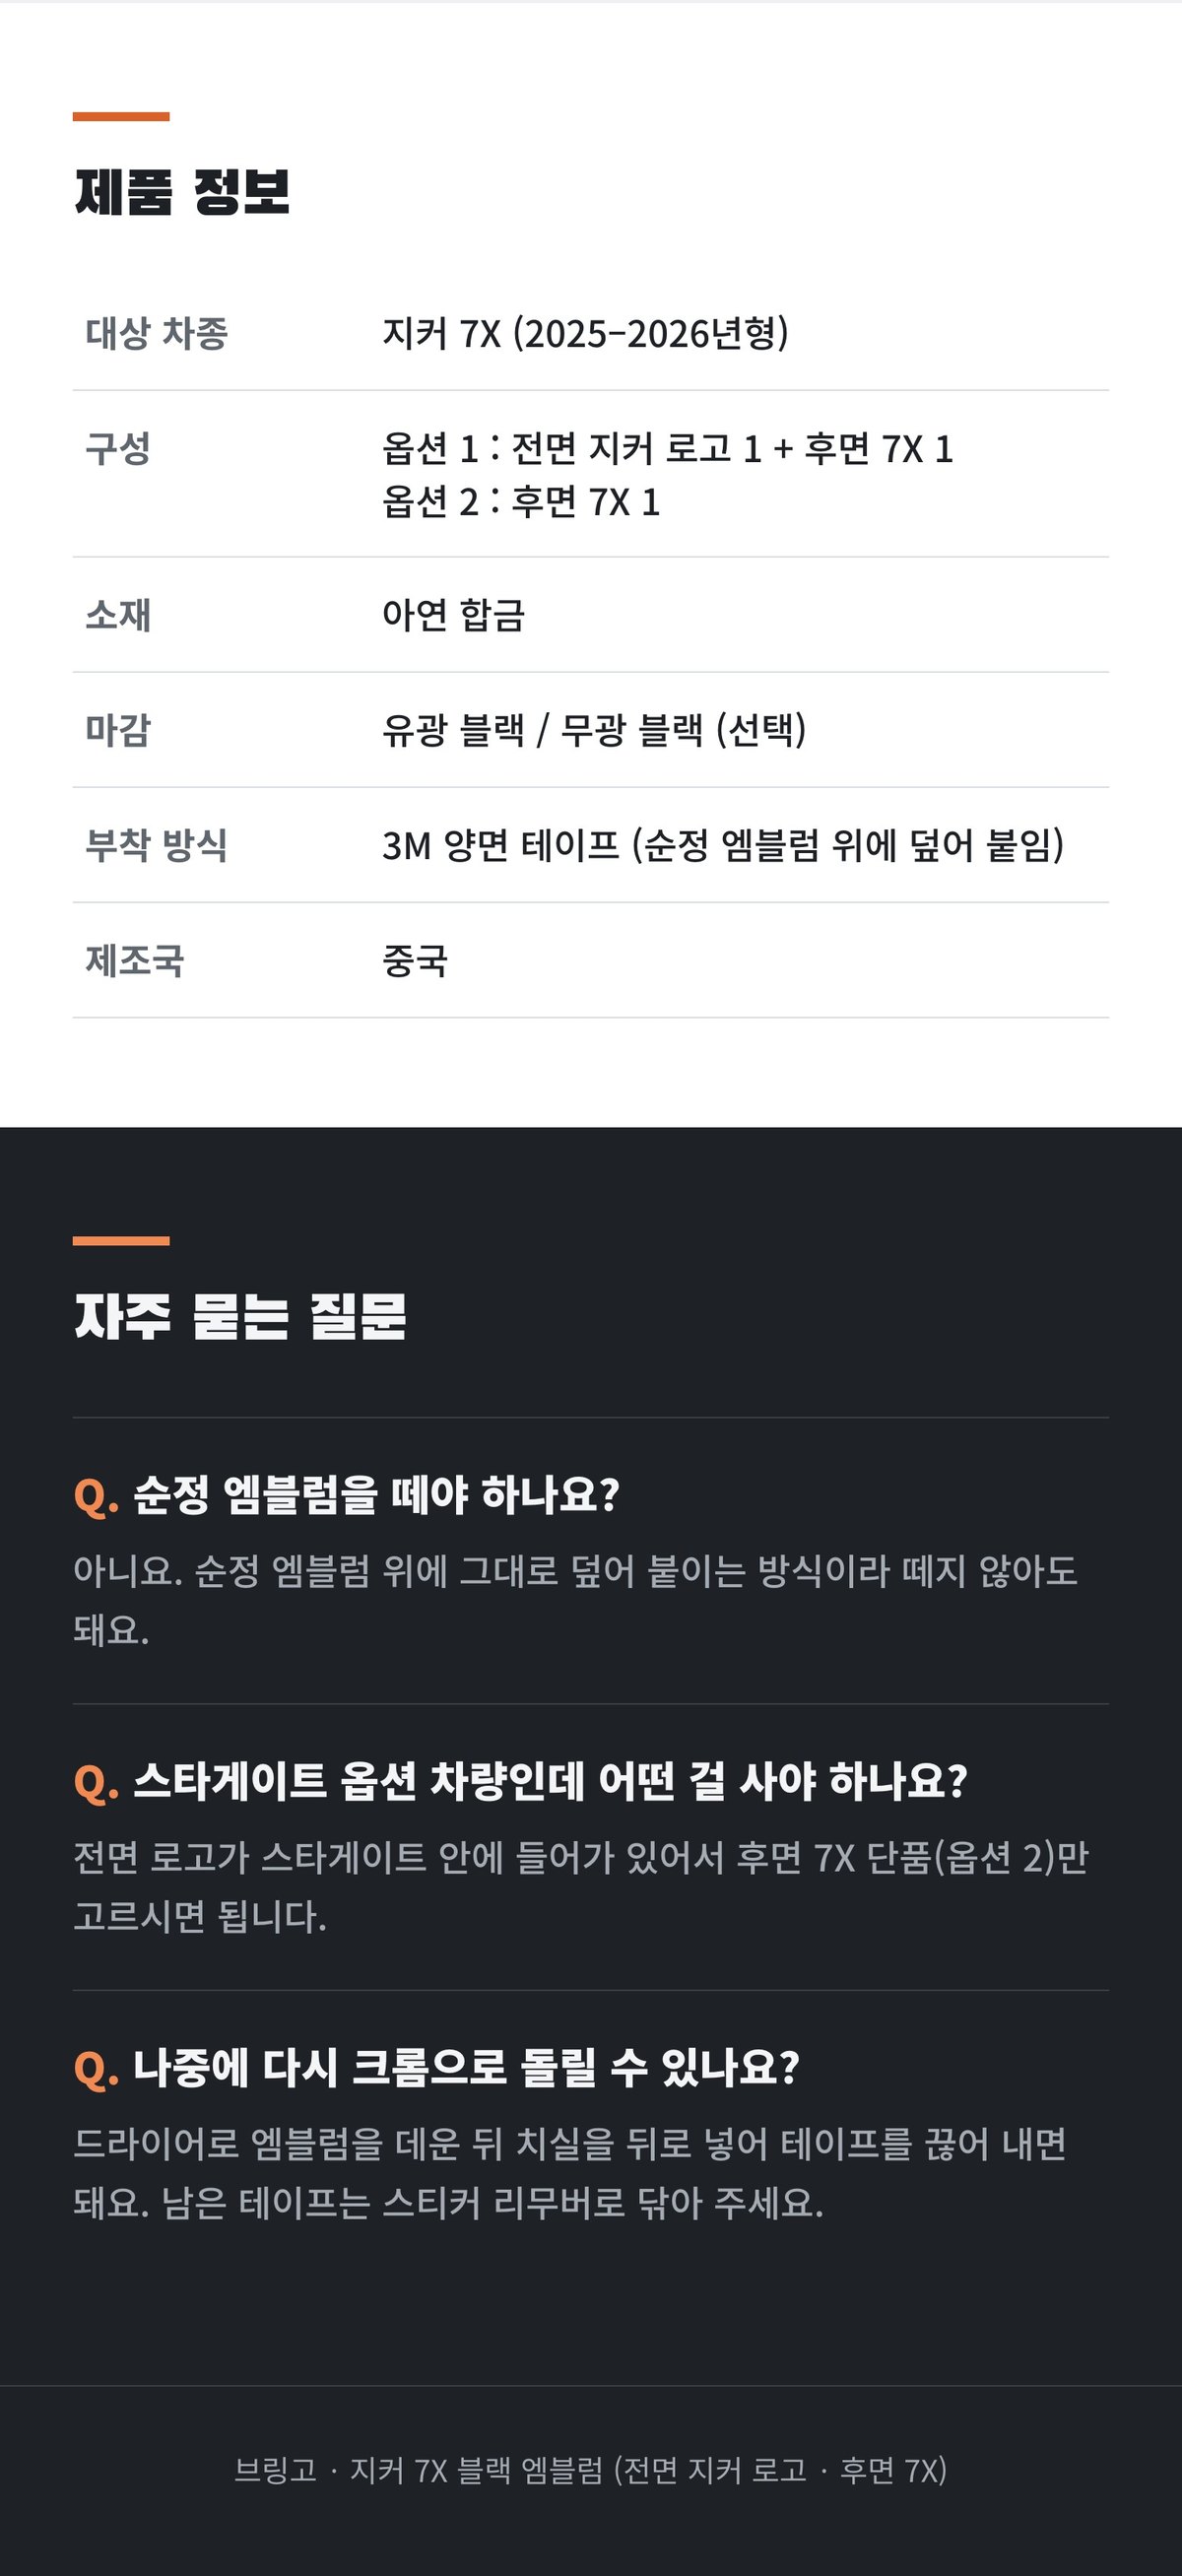 제품 정보
대상 차종 지커 7X (2025–2026년형)
구성 옵션 1 : 전면 지커 로고 1 + 후면 7X 1
옵션 2 : 후면 7X 1
소재 아연 합금
마감 유광 블랙 / 무광 블랙 (선택)
부착 방식 3M 양면 테이프 (순정 엠블럼 위에 덮어 붙임)
제조국 중국
자주 묻는 질문
Q. 순정 엠블럼을 떼야 하나요?
아니요. 순정 엠블럼 위에 그대로 덮어 붙이는 방식이라 떼지 않아도
돼요.
Q. 스타게이트 옵션 차량인데 어떤 걸 사야 하나요?
전면 로고가 스타게이트 안에 들어가 있어서 후면 7X 단품(옵션 2)만
고르시면 됩니다.
Q. 나중에 다시 크롬으로 돌릴 수 있나요?
드라이어로 엠블럼을 데운 뒤 치실을 뒤로 넣어 테이프를 끊어 내면
돼요. 남은 테이프는 스티커 리무버로 닦아 주세요.
브링고 · 지커 7X 블랙 엠블럼 (전면 지커 로고 · 후면 7X)